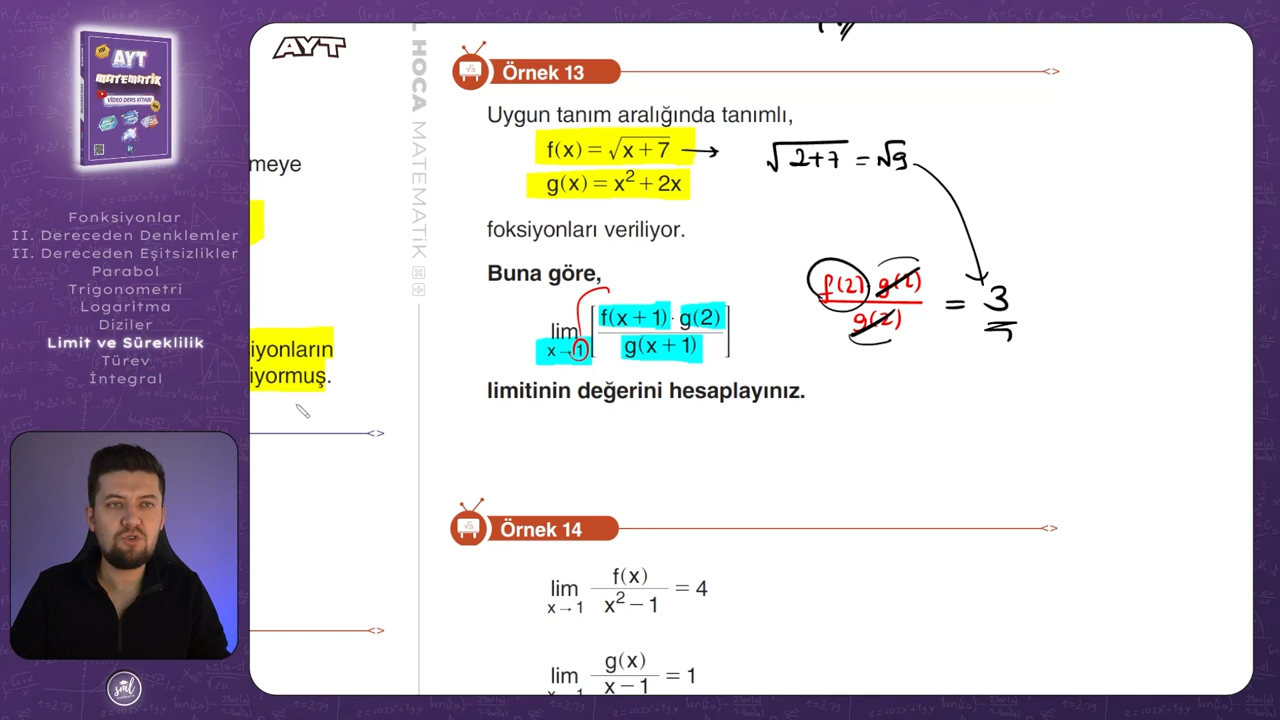 AYT
MATEMATİK
VİDEO DERS KİTABI
Fonksiyonlar
II. Dereceden Denklemler
II. Dereceden Eşitsizlikler
Parabol
Trigonometri
Logaritma
Diziler
Limit ve Süreklilik
Türev
İntegral
sml
AYT
meye
iyonların
iyormuş.
L HOCA MATEMATİK
Örnek 13
Uygun tanım aralığında tanımlı,
f(x) = √x + 7 → √2+7 = √9
g(x) = x² + 2x
foksiyonları veriliyor.
Buna göre,
lim x→1 [ f(x + 1) · g(2) / g(x + 1) ]
f(2) g(2) / g(2) = 3
limitinin değerini hesaplayınız.
Örnek 14
lim x→1 f(x) / x² − 1 = 4
lim x→1 g(x) / x − 1 = 1